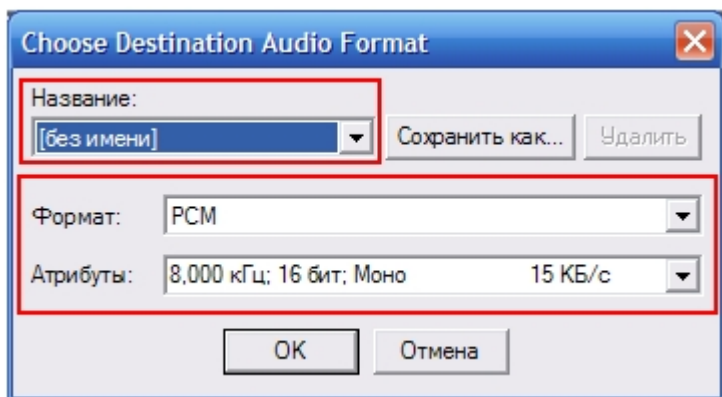 Choose Destination Audio Format
Название:
[без имени] Сохранить как... Удалить
Формат: PCM
Атрибуты: 8,000 кГц; 16 бит; Моно 15 КБ/с
OK Отмена